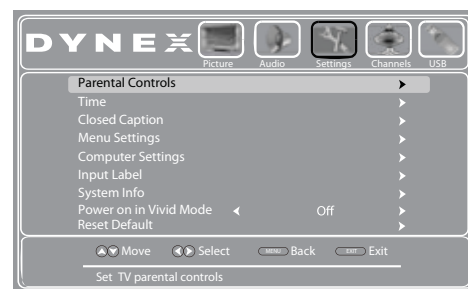 DYNEX
Picture Audio Settings Channels USB
Parental Controls
Time
Closed Caption
Menu Settings
Computer Settings
Input Label
System Info
Power on in Vivid Mode Off
Reset Default
Move Select MENU Back EXIT Exit
Set TV parental controls